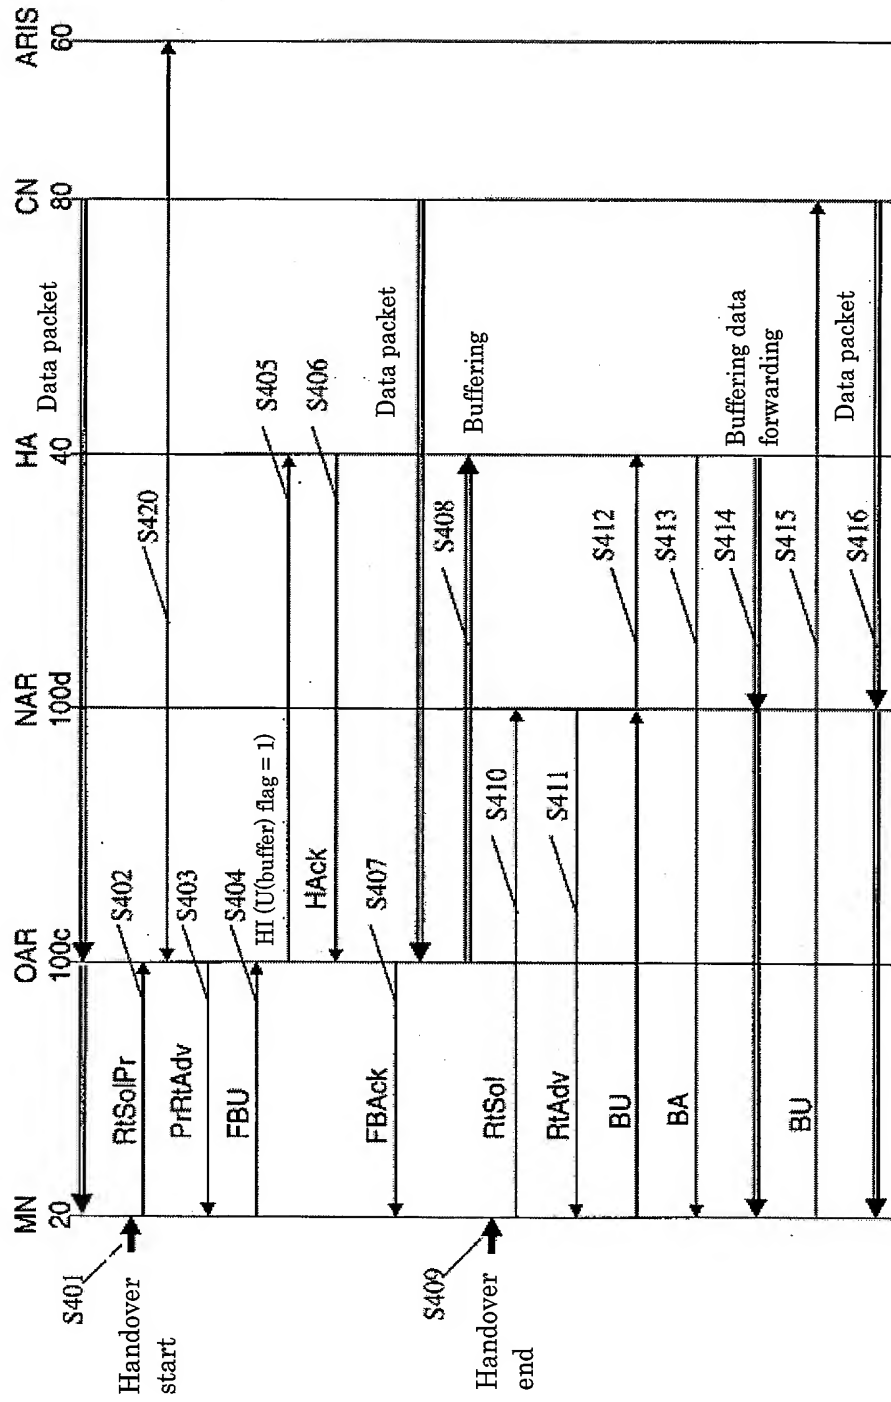 MN
20
OAR
100c
NAR
100d
HA
40
CN
80
ARIS
60
Data packet
S401
Handover
start
RtSolPr
S402
S420
PrRtAdv
S403
FBU
S404
HI (U(buffer) flag = 1)
S405
HAck
S406
FBAck
S407
Data packet
S408
Buffering
S409
Handover
end
RtSol
S410
RtAdv
S411
BU
S412
BA
S413
S414
Buffering data
forwarding
BU
S415
Data packet
S416